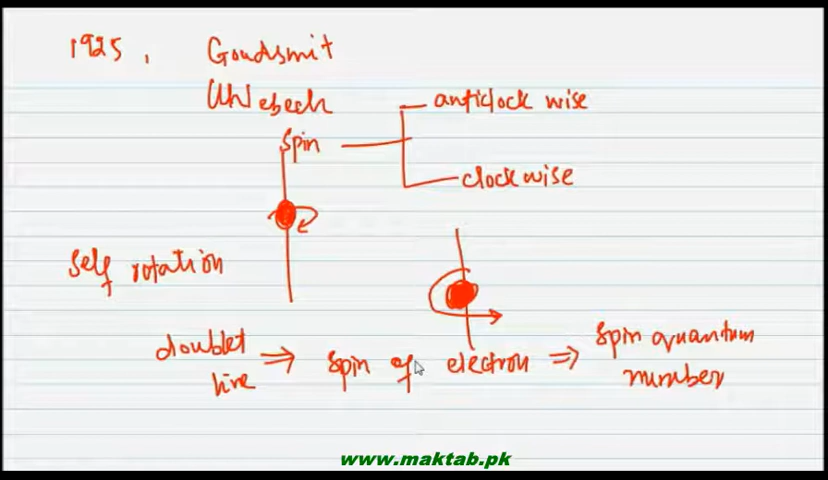 1925, Goudsmit
Uhlebech
Spin
anticlock wise
clockwise
Self rotation
doublet line ⇒ Spin of electron ⇒ Spin quantum number
www.maktab.pk